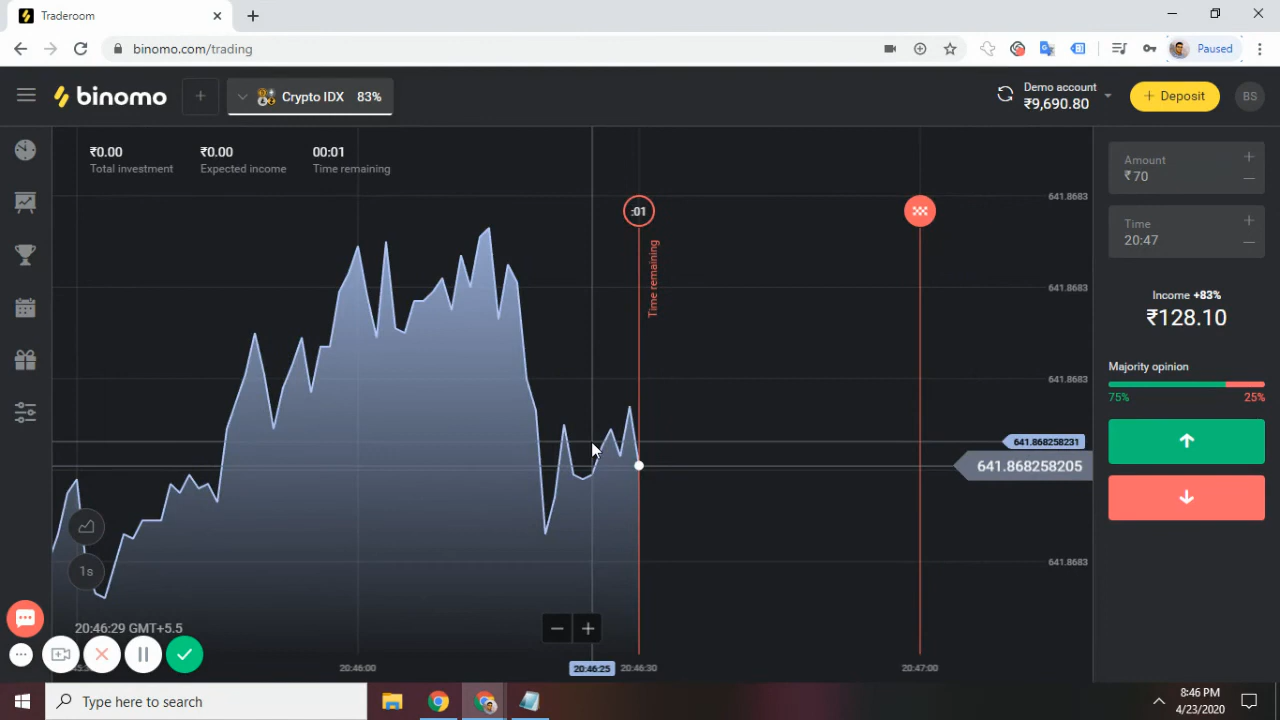 Traderoom
binomo.com/trading
Paused
binomo
Crypto IDX 83%
Demo account
₹9,690.80
Deposit
BS
₹0.00
Total investment
₹0.00
Expected income
00:01
Time remaining
:01
Time remaining
641.8683
641.8683
641.8683
641.868258231
641.868258205
641.8683
Amount
₹70
Time
20:47
Income +83%
₹128.10
Majority opinion
75% 25%
1s
20:46:29 GMT+5.5
20:46:00
20:46:25
20:46:30
20:47:00
Type here to search
8:46 PM
4/23/2020